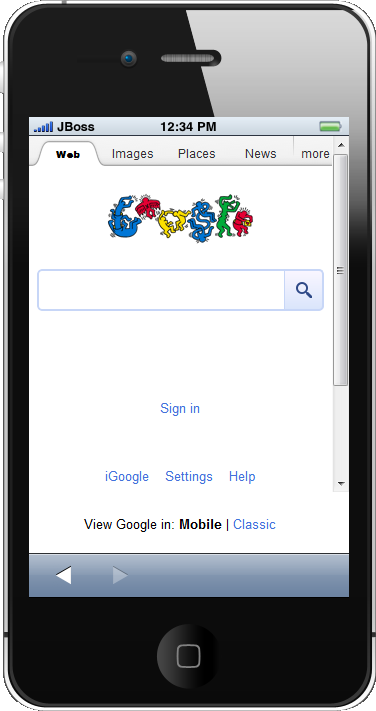 JBoss 12:34 PM
Web Images Places News more
Google
Sign in
iGoogle Settings Help
View Google in: Mobile | Classic